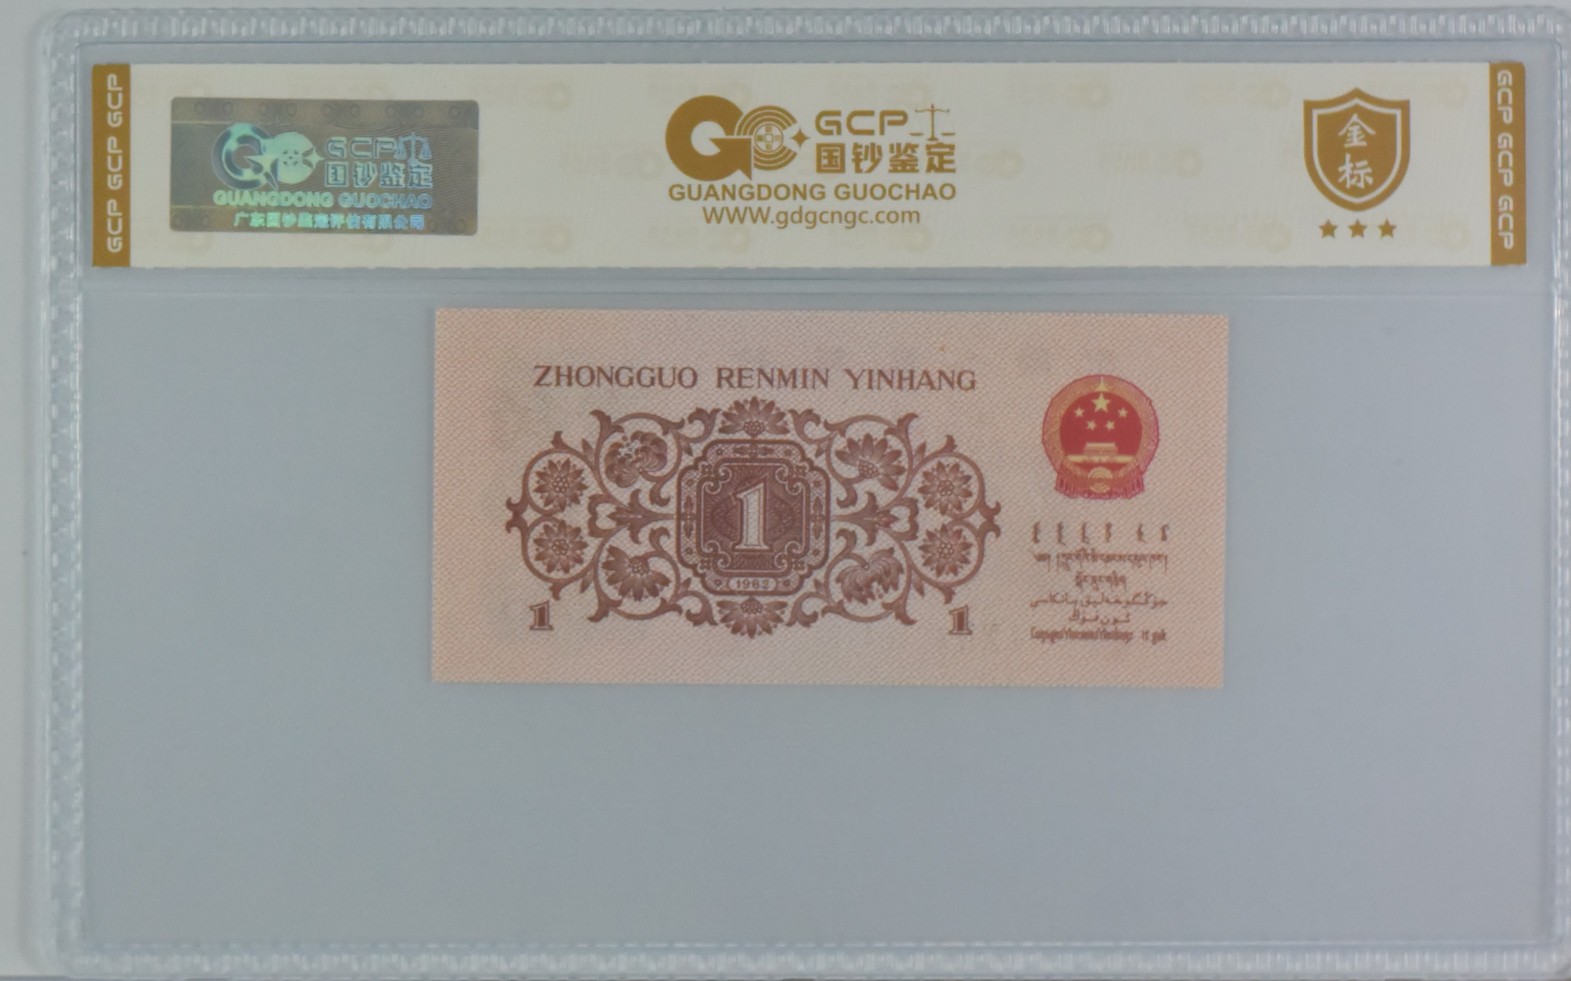 GCP GCP GCP
GCP
国钞鉴定
GUANGDONG GUOCHAO
广东国钞鉴定评估有限公司
GCP
国钞鉴定
GUANGDONG GUOCHAO
WWW.gdgcngc.com
金
标
GCP GCP GCP
ZHONGGUO RENMIN YINHANG
1
1962
1
1